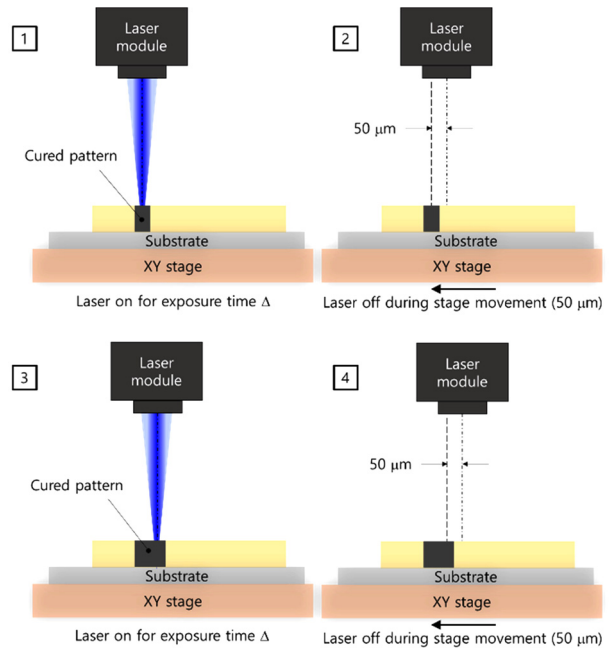 1
Laser
module
Cured pattern
Substrate
XY stage
Laser on for exposure time Δ
2
Laser
module
50 μm
Substrate
XY stage
Laser off during stage movement (50 μm)
3
Laser
module
Cured pattern
Substrate
XY stage
Laser on for exposure time Δ
4
Laser
module
50 μm
Substrate
XY stage
Laser off during stage movement (50 μm)